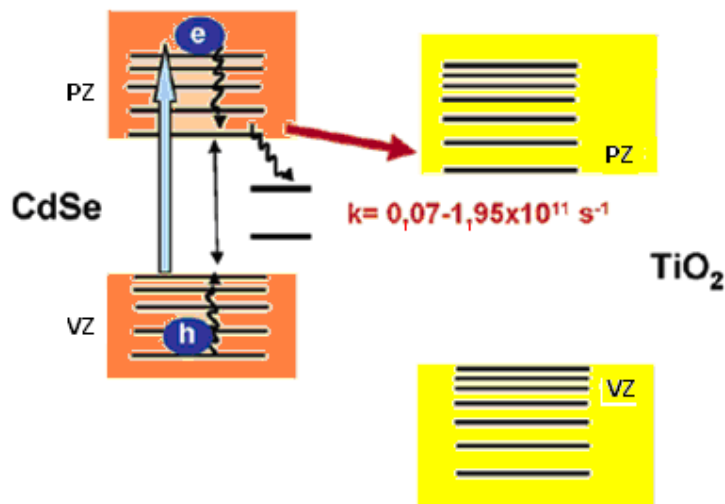 e
PZ
PZ
CdSe
k= 0,07-1,95x10¹¹ s⁻¹
TiO₂
VZ
h
VZ